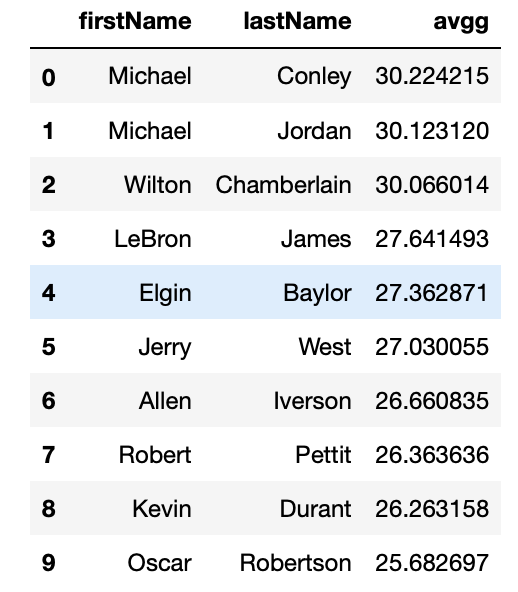 firstName lastName avgg
0 Michael Conley 30.224215
1 Michael Jordan 30.123120
2 Wilton Chamberlain 30.066014
3 LeBron James 27.641493
4 Elgin Baylor 27.362871
5 Jerry West 27.030055
6 Allen Iverson 26.660835
7 Robert Pettit 26.363636
8 Kevin Durant 26.263158
9 Oscar Robertson 25.682697